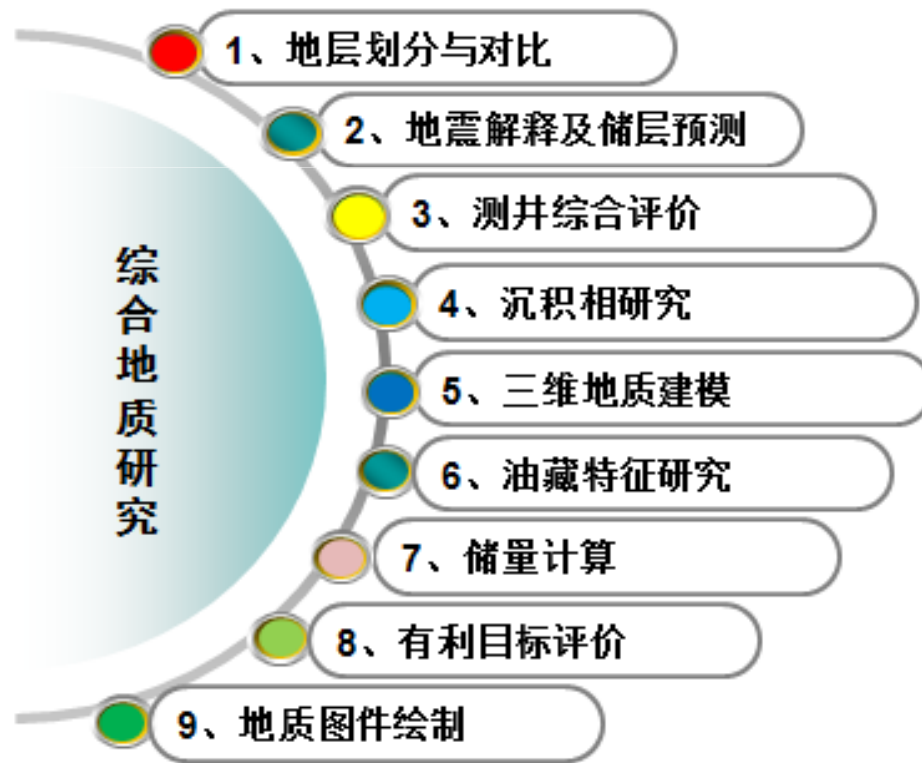 综合地质研究
1、地层划分与对比
2、地震解释及储层预测
3、测井综合评价
4、沉积相研究
5、三维地质建模
6、油藏特征研究
7、储量计算
8、有利目标评价
9、地质图件绘制